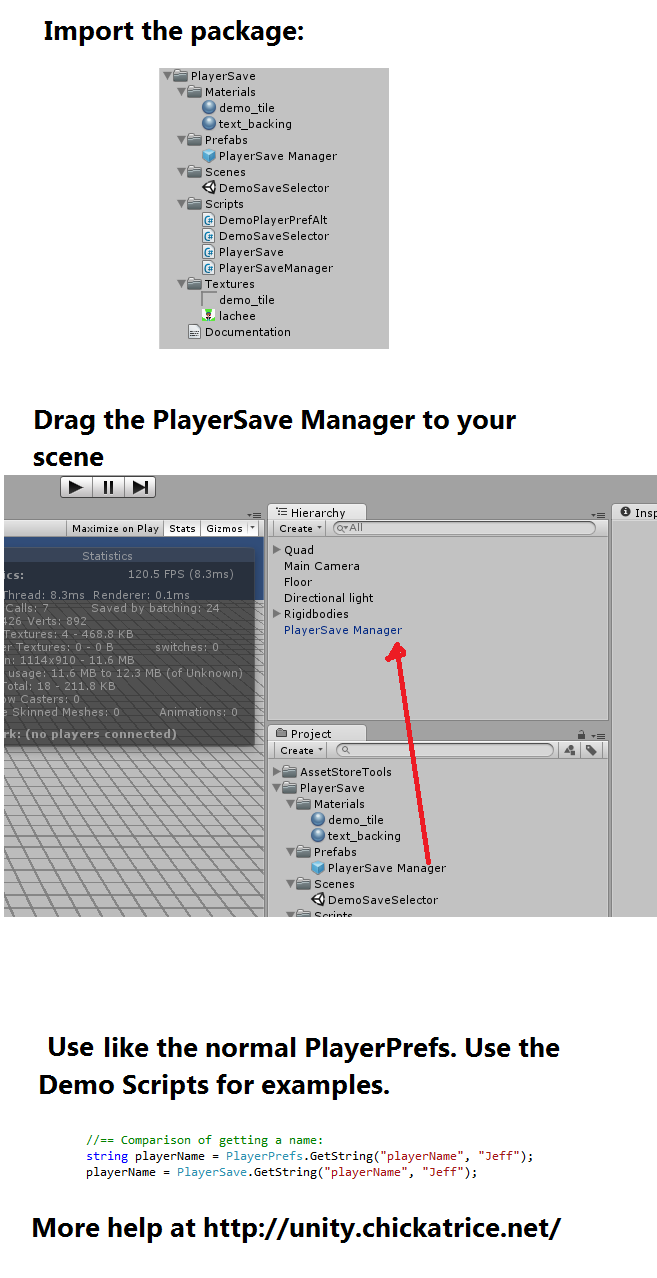 Import the package:
PlayerSave
Materials
demo_tile
text_backing
Prefabs
PlayerSave Manager
Scenes
DemoSaveSelector
Scripts
DemoPlayerPrefAlt
DemoSaveSelector
PlayerSave
PlayerSaveManager
Textures
demo_tile
lachee
Documentation
Drag the PlayerSave Manager to your
scene
Maximize on Play Stats Gizmos
Statistics
ics: 120.5 FPS (8.3ms)
Thread: 8.3ms Renderer: 0.1ms
Calls: 7 Saved by batching: 24
426 Verts: 892
Textures: 4 - 468.8 KB
er Textures: 0 - 0 B switches: 0
n: 1114x910 - 11.6 MB
usage: 11.6 MB to 12.3 MB (of Unknown)
Total: 18 - 211.8 KB
ow Casters: 0
e Skinned Meshes: 0 Animations: 0
rk: (no players connected)
Hierarchy
Create All
Quad
Main Camera
Floor
Directional light
Rigidbodies
PlayerSave Manager
Project
Create
AssetStoreTools
PlayerSave
Materials
demo_tile
text_backing
Prefabs
PlayerSave Manager
Scenes
DemoSaveSelector
Scripts
Insp
Use like the normal PlayerPrefs. Use the
Demo Scripts for examples.
//== Comparison of getting a name:
string playerName = PlayerPrefs.GetString("playerName", "Jeff");
playerName = PlayerSave.GetString("playerName", "Jeff");
More help at http://unity.chickatrice.net/